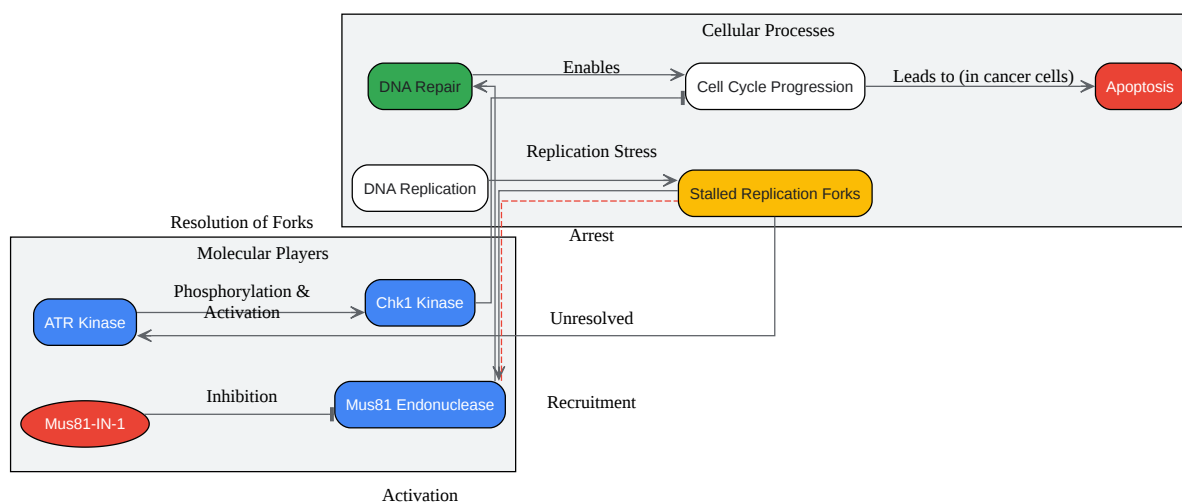 Cellular Processes
DNA Repair
Enables
Cell Cycle Progression
Leads to (in cancer cells)
Apoptosis
DNA Replication
Replication Stress
Stalled Replication Forks
Resolution of Forks
Arrest
Molecular Players
Phosphorylation &
Activation
ATR Kinase
Chk1 Kinase
Unresolved
Mus81-IN-1
Inhibition
Mus81 Endonuclease
Recruitment
Activation